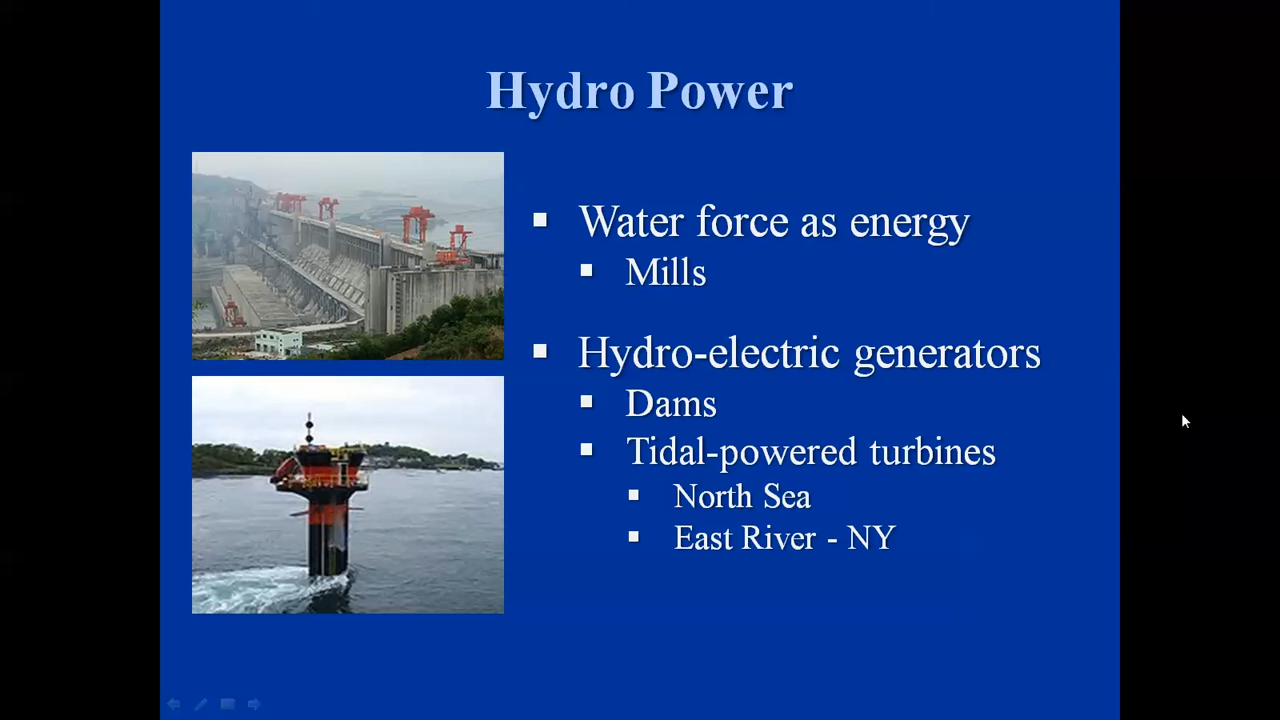 Hydro Power
Water force as energy
Mills
Hydro-electric generators
Dams
Tidal-powered turbines
North Sea
East River - NY